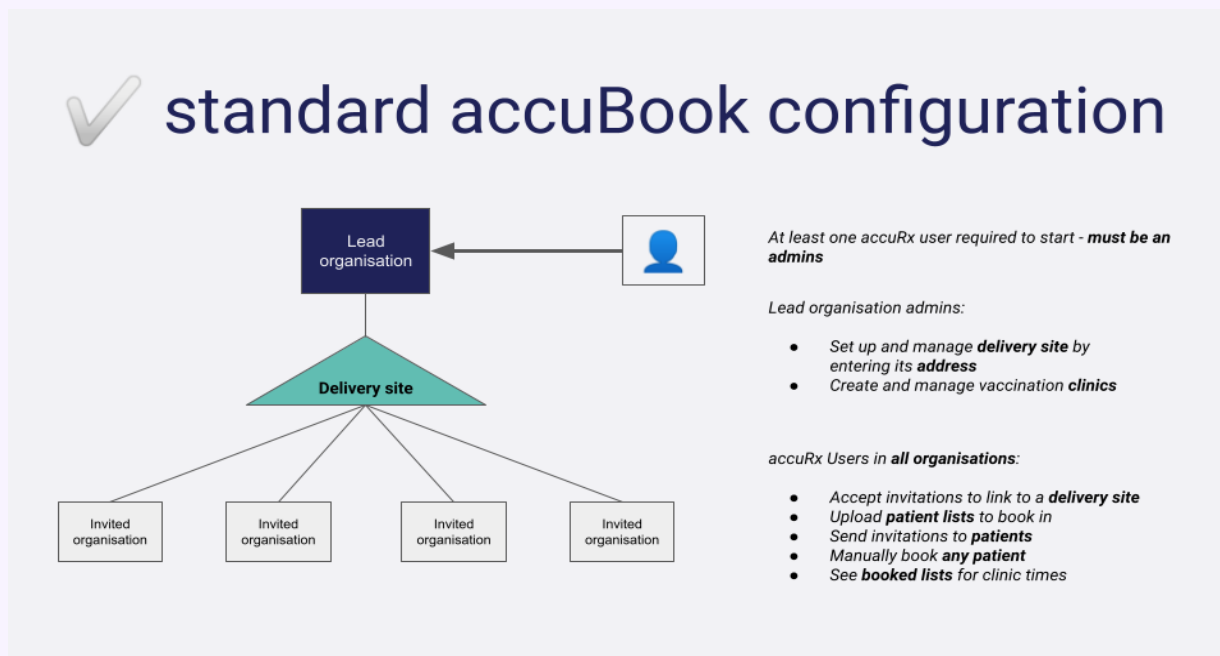 standard accuBook configuration
Lead
organisation
At least one accuRx user required to start - must be an
admins
Lead organisation admins:
● Set up and manage delivery site by
entering its address
● Create and manage vaccination clinics
Delivery site
accuRx Users in all organisations:
● Accept invitations to link to a delivery site
● Upload patient lists to book in
● Send invitations to patients
● Manually book any patient
● See booked lists for clinic times
Invited
organisation
Invited
organisation
Invited
organisation
Invited
organisation